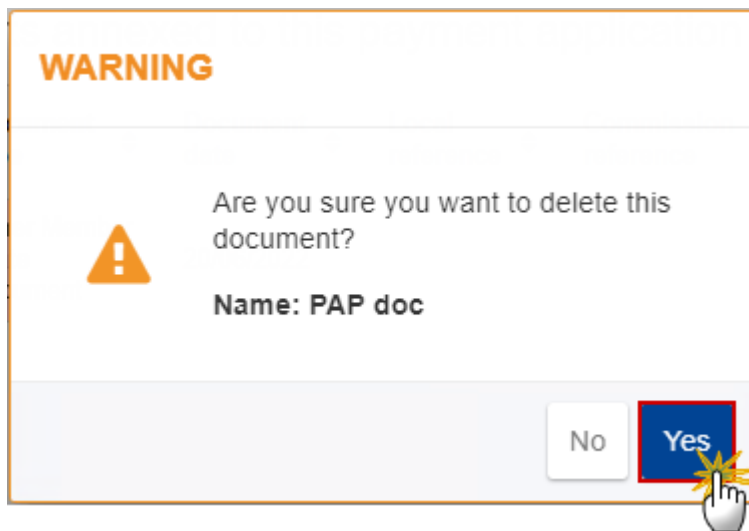 WARNING
Are you sure you want to delete this
document?
Name: PAP doc
No
Yes